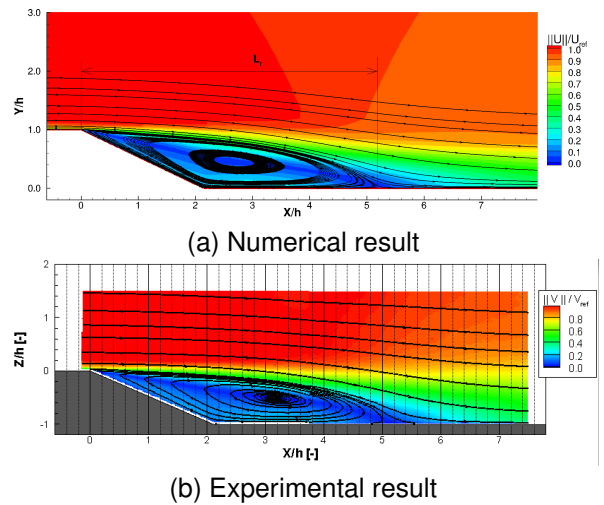 3.0
||U||/U_ref
1.0
0.9
0.8
0.7
0.6
0.5
0.4
0.3
0.2
0.1
0.0
L_r
2.0
Y/h
1.0
0.0
0 1 2 3 4 5 6 7
X/h
(a) Numerical result
2
||V||/V_ref
0.8
0.6
0.4
0.2
0.0
1
Z/h [-]
0
-1
0 1 2 3 4 5 6 7
X/h [-]
(b) Experimental result